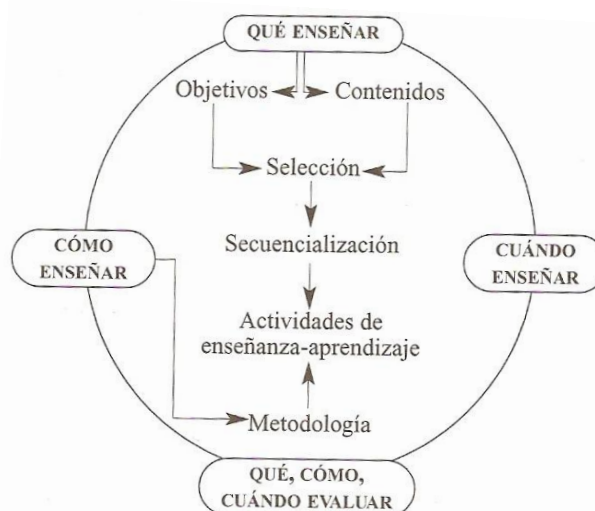 QUÉ ENSEÑAR
Objetivos
Contenidos
Selección
Secuencialización
CÓMO
ENSEÑAR
CUÁNDO
ENSEÑAR
Actividades de
enseñanza-aprendizaje
Metodología
QUÉ, CÓMO,
CUÁNDO EVALUAR